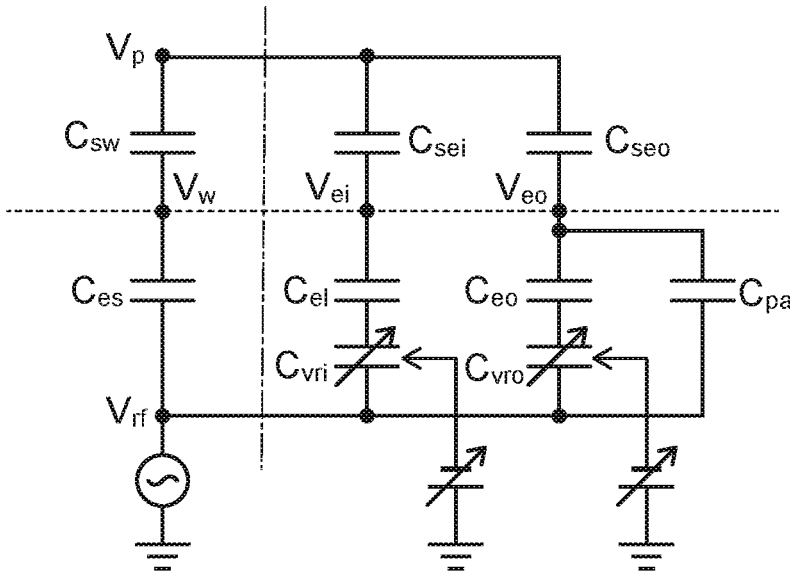 Vp
Csw Csei Cseo
Vw Vei Veo
Ces Cel Ceo Cpa
Cvri Cvro
Vrf